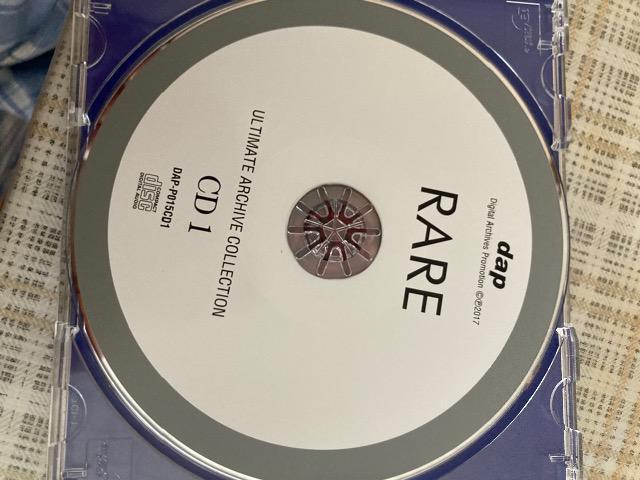 dap
Digital Archives Promotion ©℗2017
RARE
ULTIMATE ARCHIVE COLLECTION
CD 1
DAP-P015CD1
COMPACT
disc
DIGITAL AUDIO